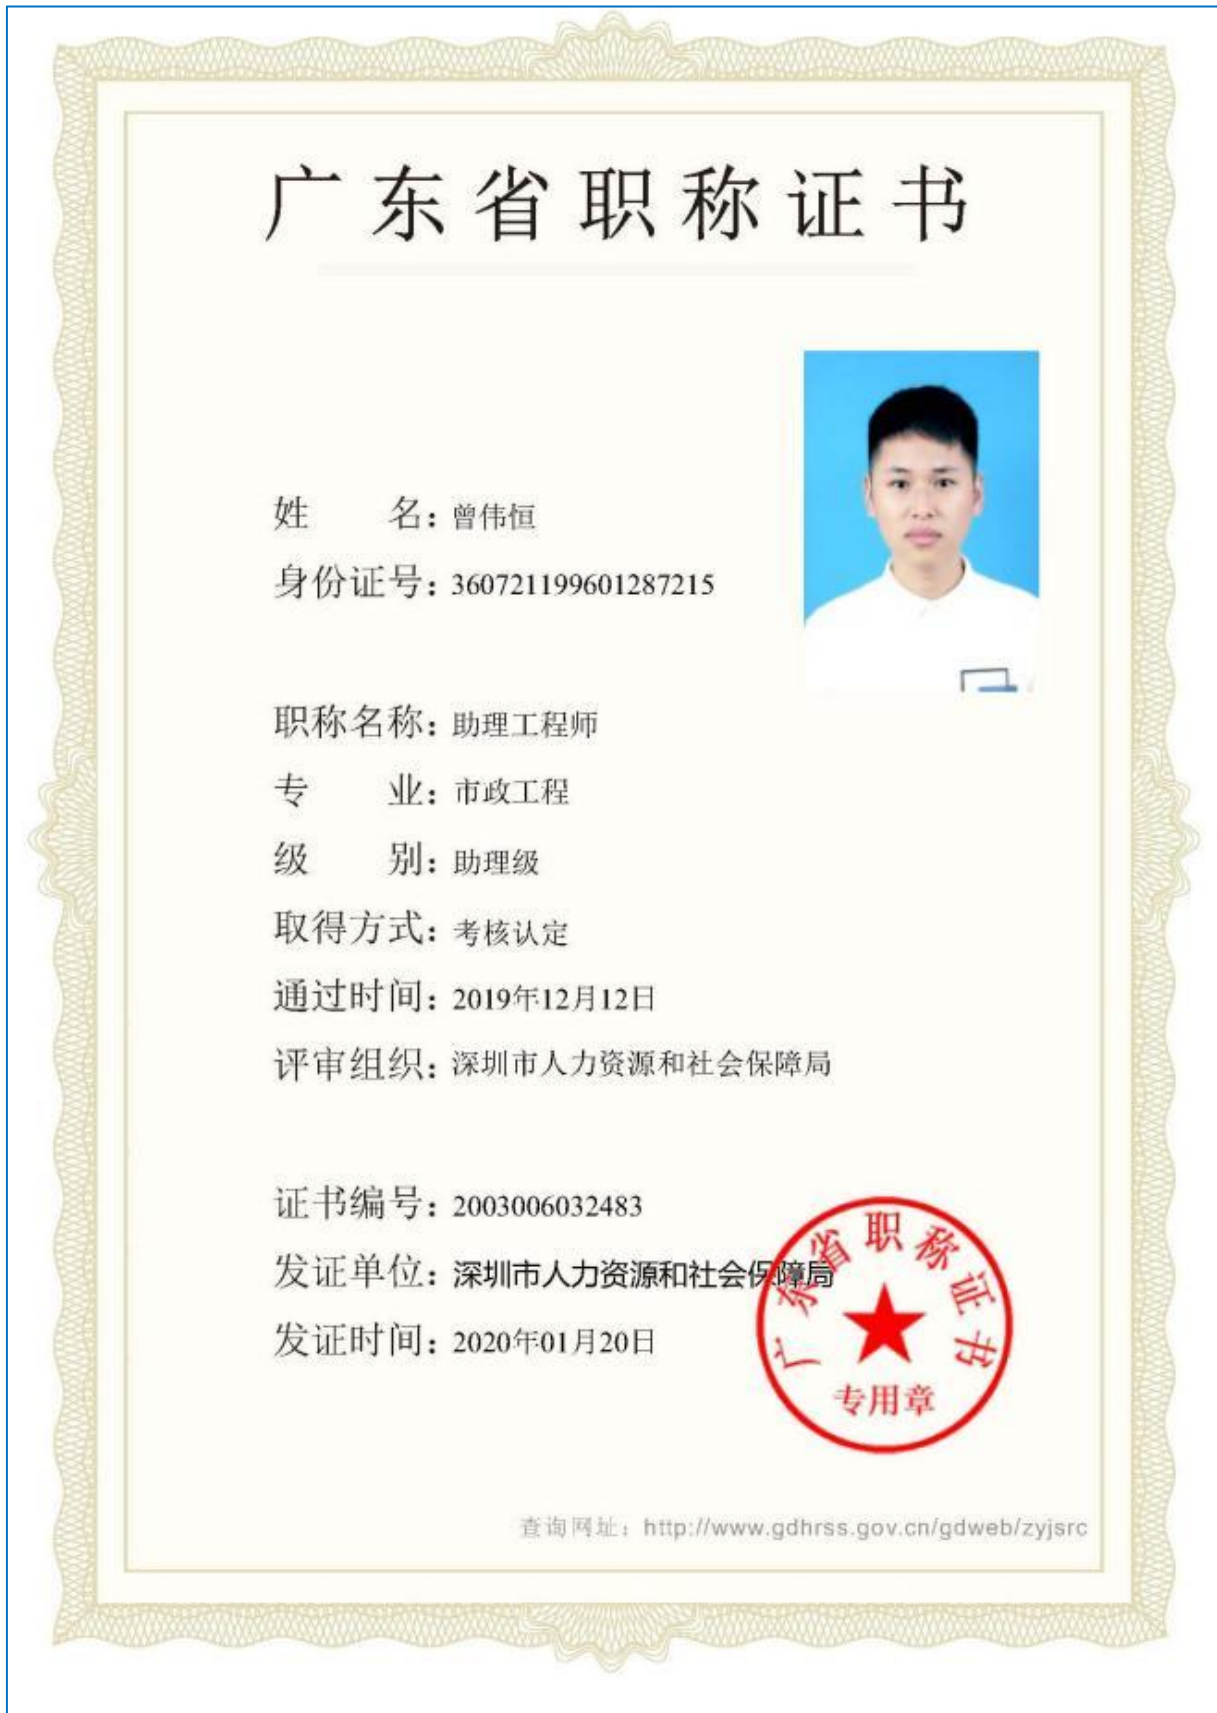 广东省职称证书
姓　　名：曾伟恒
身份证号：360721199601287215
职称名称：助理工程师
专　　业：市政工程
级　　别：助理级
取得方式：考核认定
通过时间：2019年12月12日
评审组织：深圳市人力资源和社会保障局
证书编号：2003006032483
发证单位：深圳市人力资源和社会保障局
发证时间：2020年01月20日
广东省职称证书
专用章
查询网址：http://www.gdhrss.gov.cn/gdweb/zyjsrc